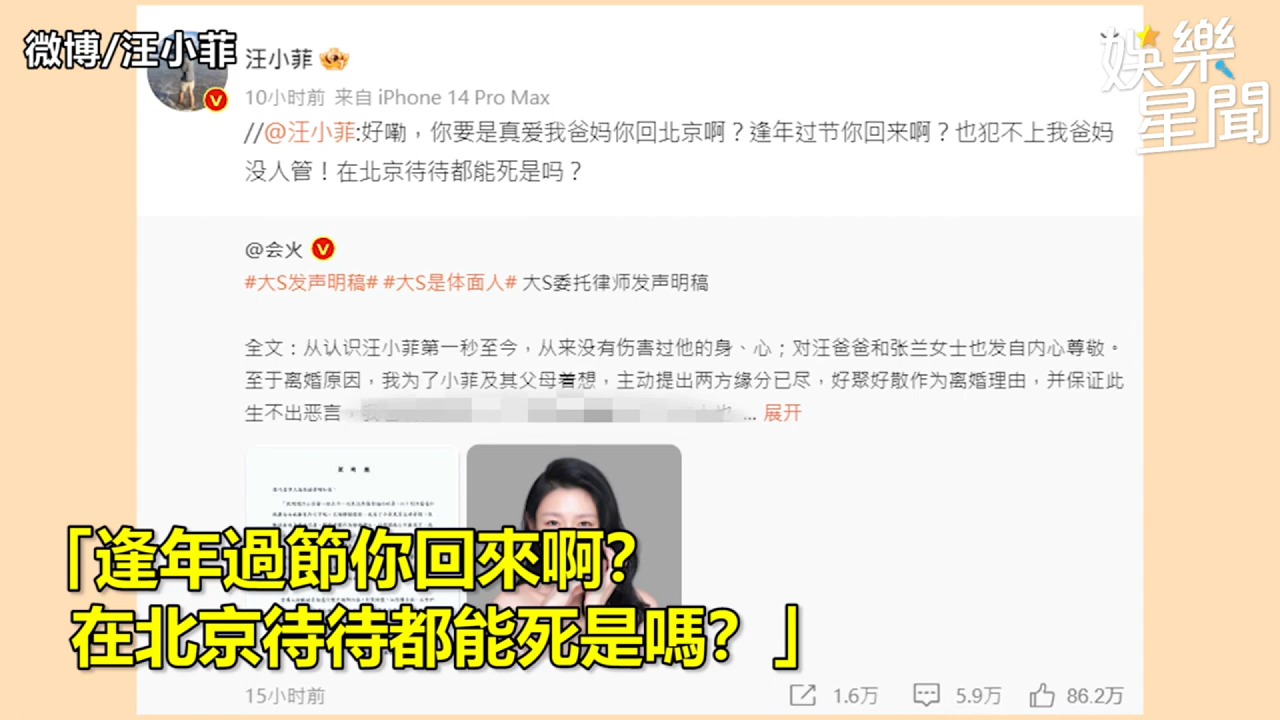 微博/汪小菲
娛樂
星聞
汪小菲
10小时前 来自 iPhone 14 Pro Max
//@汪小菲:好嘞，你要是真爱我爸妈你回北京啊？逢年过节你回来啊？也犯不上我爸妈
没人管！在北京待待都能死是吗？
@会火
#大S发声明稿# #大S是体面人# 大S委托律师发声明稿
全文：从认识汪小菲第一秒至今，从来没有伤害过他的身、心；对汪爸爸和张兰女士也发自内心尊敬。
至于离婚原因，我为了小菲及其父母着想，主动提出两方缘分已尽，好聚好散作为离婚理由，并保证此
生不出恶言， ... 展开
「逢年過節你回來啊？
在北京待待都能死是嗎？」
15小时前 1.6万 5.9万 86.2万